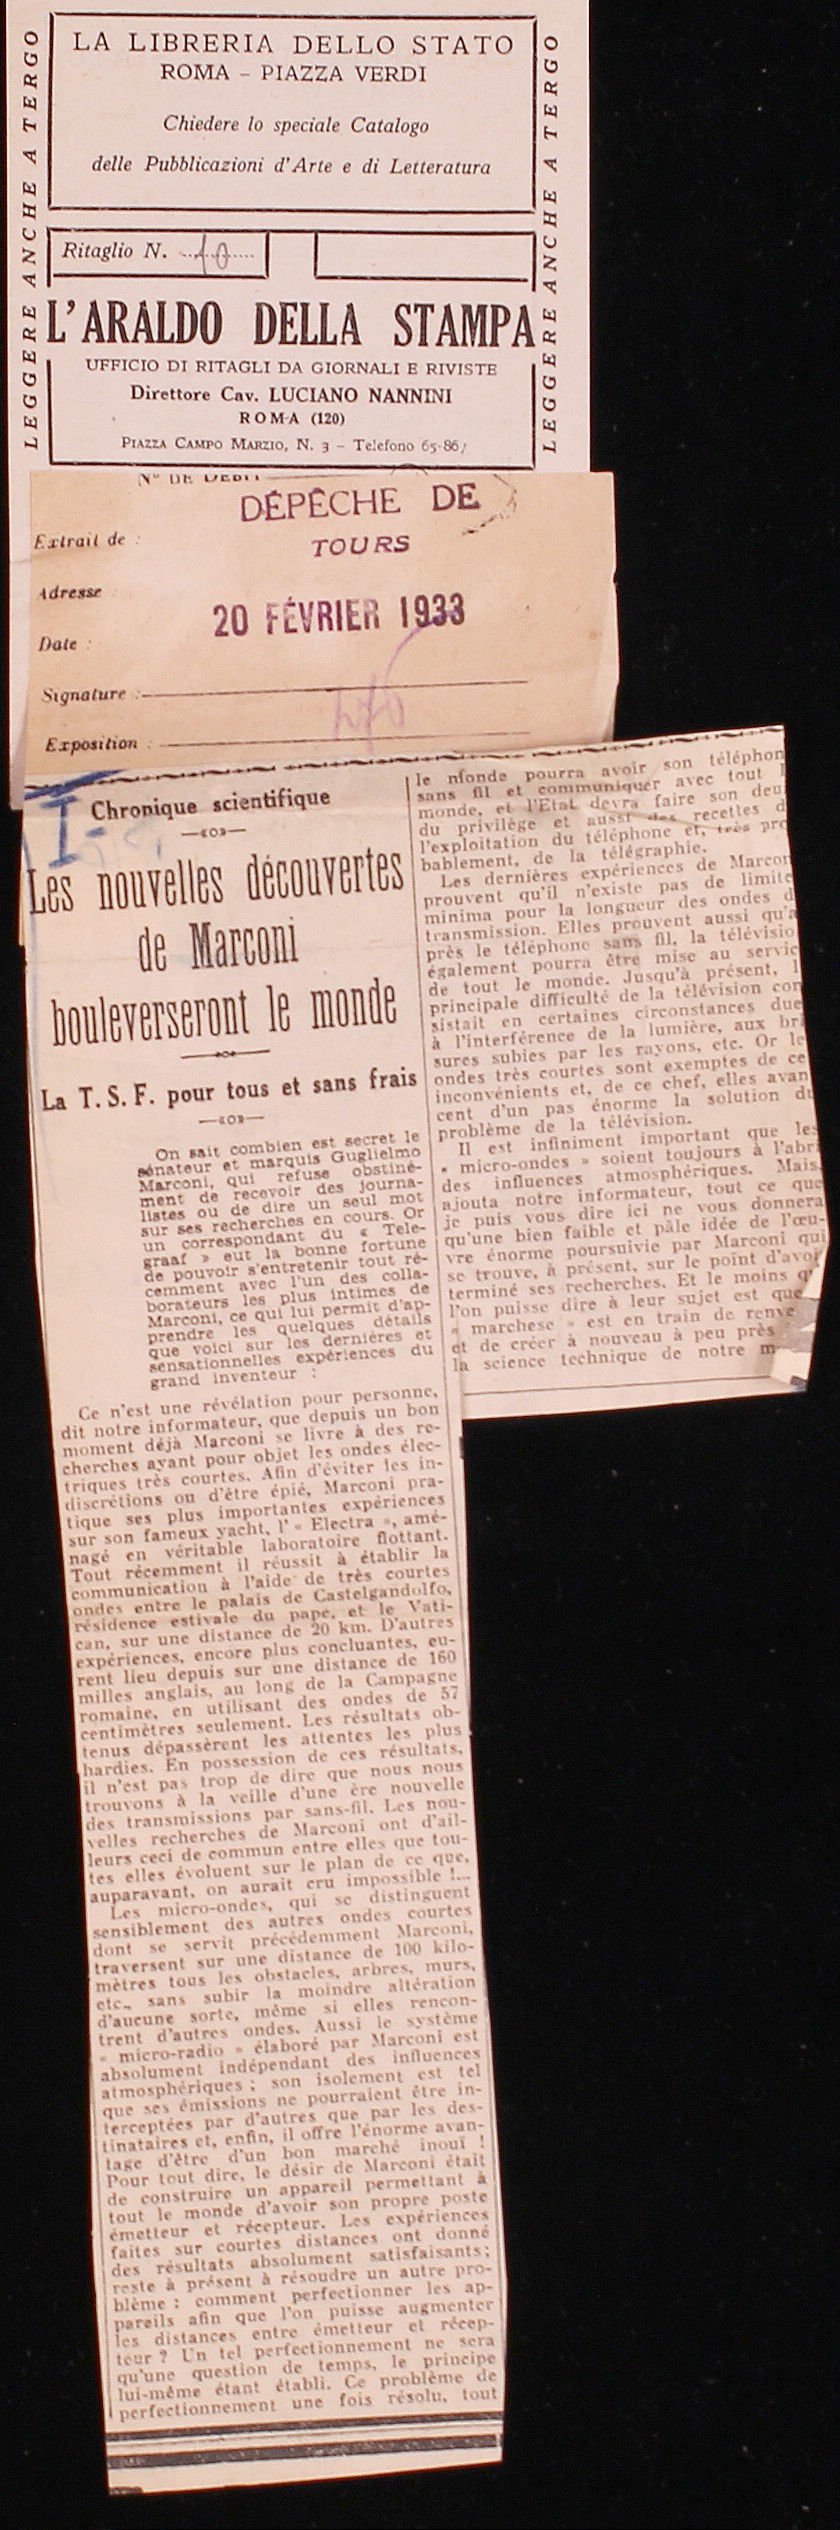 LEGGERE ANCHE A TERGO
LA LIBRERIA DELLO STATO
ROMA - PIAZZA VERDI
Chiedere lo speciale Catalogo
delle Pubblicazioni d'Arte e di Letteratura
LEGGERE ANCHE A TERGO
Ritaglio N. 10
L'ARALDO DELLA STAMPA
UFFICIO DI RITAGLI DA GIORNALI E RIVISTE
Direttore Cav. LUCIANO NANNINI
ROMA (120)
PIAZZA CAMPO MARZIO, N. 3 - Telefono 65-867
N° DE DEBIT
Extrait de : DÉPÊCHE DE
TOURS
Adresse :
Date : 20 FÉVRIER 1933
Signature :
Exposition :
I-
Chronique scientifique
Les nouvelles découvertes
de Marconi
bouleverseront le monde
La T. S. F. pour tous et sans frais
On sait combien est secret le
sénateur et marquis Guglielmo
Marconi, qui refuse obstiné-
ment de recevoir des journa-
listes ou de dire un seul mot
sur ses recherches en cours. Or
un correspondant du « Tele-
graaf » eut la bonne fortune
de pouvoir s'entretenir tout ré-
cemment avec l'un des colla-
borateurs les plus intimes de
Marconi, ce qui lui permit d'ap-
prendre les quelques détails
que voici sur les dernières et
sensationnelles expériences du
grand inventeur :
Ce n'est une révélation pour personne,
dit notre informateur, que depuis un bon
moment déjà Marconi se livre à des re-
cherches ayant pour objet les ondes élec-
triques très courtes. Afin d'éviter les in-
discrétions ou d'être épié, Marconi pra-
tique ses plus importantes expériences
sur son fameux yacht, l'« Electra », amé-
nagé en véritable laboratoire flottant.
Tout récemment il réussit à établir la
communication à l'aide de très courtes
ondes entre le palais de Castelgandolfo,
résidence estivale du pape, et le Vati-
can, sur une distance de 20 km. D'autres
expériences, encore plus concluantes, eu-
rent lieu depuis sur une distance de 160
milles anglais, au long de la Campagne
romaine, en utilisant des ondes de 57
centimètres seulement. Les résultats ob-
tenus dépassèrent les attentes les plus
hardies. En possession de ces résultats,
il n'est pas trop de dire que nous nous
trouvons à la veille d'une ère nouvelle
des transmissions par sans-fil. Les nou-
velles recherches de Marconi ont d'ail-
leurs ceci de commun entre elles que tou-
tes elles évoluent sur le plan de ce que,
auparavant, on aurait cru impossible !...
Les micro-ondes, qui se distinguent
sensiblement des autres ondes courtes
dont se servit précédemment Marconi,
traversent sur une distance de 100 kilo-
mètres tous les obstacles, arbres, murs,
etc., sans subir la moindre altération
d'aucune sorte, même si elles rencon-
trent d'autres ondes. Aussi le système
« micro-radio » élaboré par Marconi est
absolument indépendant des influences
atmosphériques ; son isolement est tel
que ses émissions ne pourraient être in-
terceptées par d'autres que par les des-
tinataires et, enfin, il offre l'énorme avan-
tage d'être d'un bon marché inouï !
Pour tout dire, le désir de Marconi était
de construire un appareil permettant à
tout le monde d'avoir son propre poste
émetteur et récepteur. Les expériences
faites sur courtes distances ont donné
des résultats absolument satisfaisants ;
reste à présent à résoudre un autre pro-
blème : comment perfectionner les ap-
pareils afin que l'on puisse augmenter
les distances entre émetteur et récep-
teur ? Un tel perfectionnement ne sera
qu'une question de temps, le principe
lui-même étant établi. Ce problème de
perfectionnement une fois résolu, tout
le monde pourra avoir son téléphon
sans fil et communiquer avec tout l
monde, et l'Etat devra faire son deui
du privilège et aussi des recettes d
l'exploitation du téléphone et, très pro
bablement, de la télégraphie.
Les dernières expériences de Marcon
prouvent qu'il n'existe pas de limite
minima pour la longueur des ondes d
transmission. Elles prouvent aussi qu'a
près le téléphone sans fil, la télévisio
également pourra être mise au servic
de tout le monde. Jusqu'à présent, l
principale difficulté de la télévision con
sistait en certaines circonstances due
à l'interférence de la lumière, aux bri
sures subies par les rayons, etc. Or le
ondes très courtes sont exemptes de ce
inconvénients et, de ce chef, elles avan
cent d'un pas énorme la solution du
problème de la télévision.
Il est infiniment important que les
« micro-ondes » soient toujours à l'abri
des influences atmosphériques. Mais,
ajouta notre informateur, tout ce que
je puis vous dire ici ne vous donnera
qu'une bien faible et pâle idée de l'œu-
vre énorme poursuivie par Marconi qui
se trouve, à présent, sur le point d'avoi
terminé ses recherches. Et le moins q
l'on puisse dire à leur sujet est que
« marchese » est en train de renve
et de créer à nouveau à peu près
la science technique de notre m